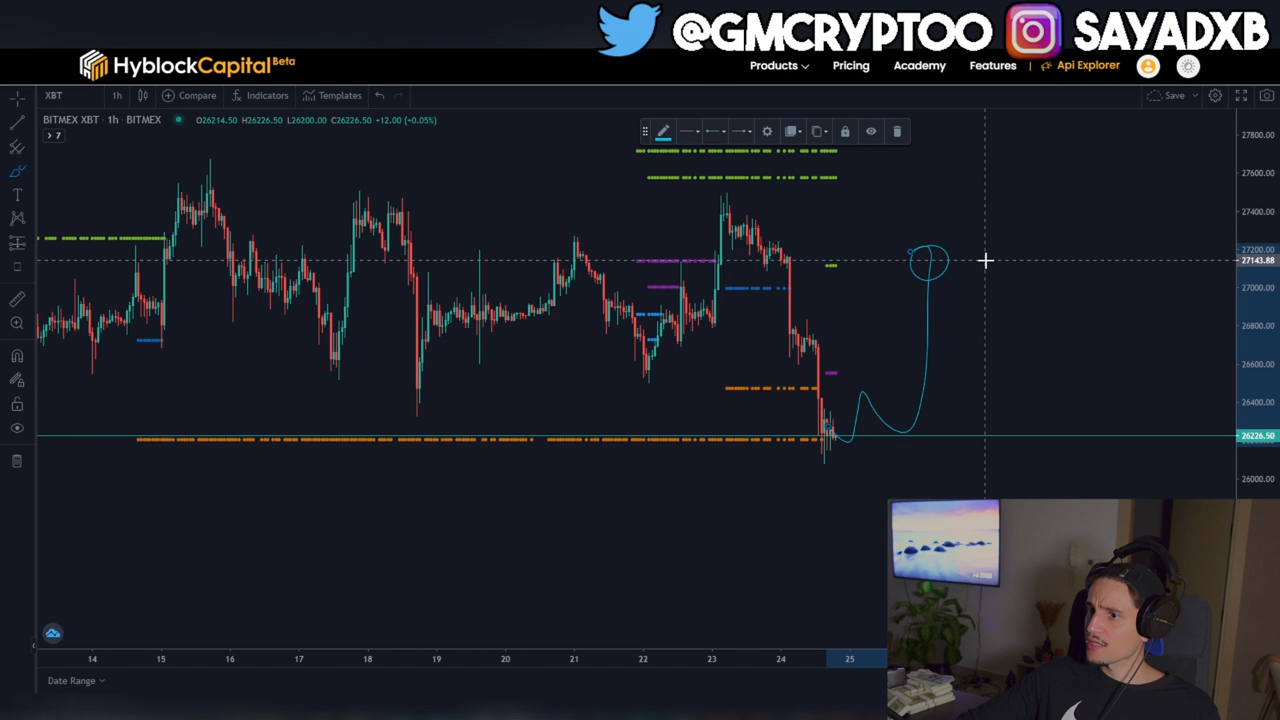 @GMCRYPTOO SAYADXB
HyblockCapital Beta
Products Pricing Academy Features Api Explorer
XBT 1h Compare Indicators Templates Save
BITMEX XBT · 1h · BITMEX O26214.50 H26226.50 L26200.00 C26226.50 +12.00 (+0.05%)
7
27800.00
27600.00
27400.00
27200.00
27143.88
27000.00
26800.00
26600.00
26400.00
26226.50
26000.00
14 15 16 17 18 19 20 21 22 23 24 25
Date Range